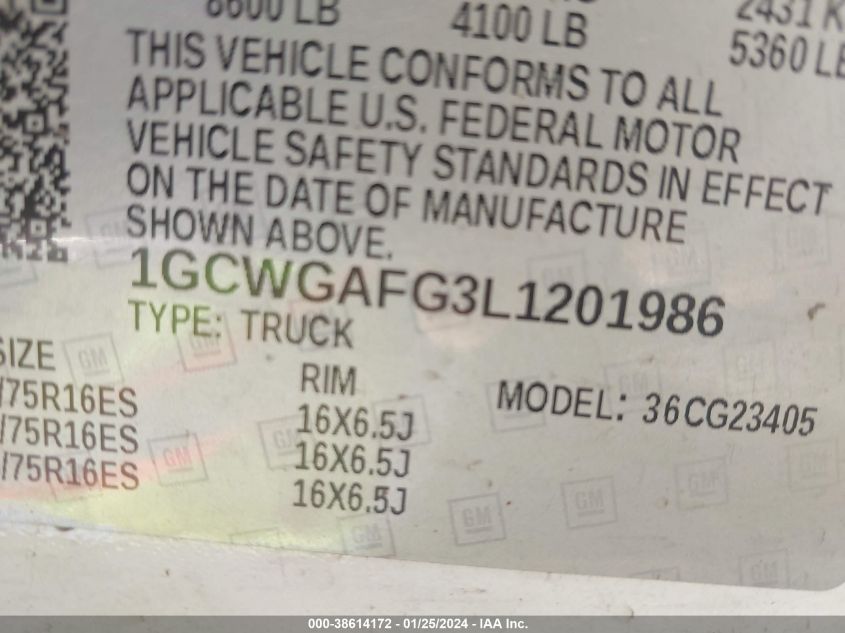 8600 LB 4100 LB 2431 K
5360 LB
THIS VEHICLE CONFORMS TO ALL
APPLICABLE U.S. FEDERAL MOTOR
VEHICLE SAFETY STANDARDS IN EFFECT
ON THE DATE OF MANUFACTURE
SHOWN ABOVE.
1GCWGAFG3L1201986
TYPE: TRUCK
SIZE RIM MODEL: 36CG23405
/75R16ES 16X6.5J
/75R16ES 16X6.5J
/75R16ES 16X6.5J
GM
000-38614172 - 01/25/2024 - IAA Inc.